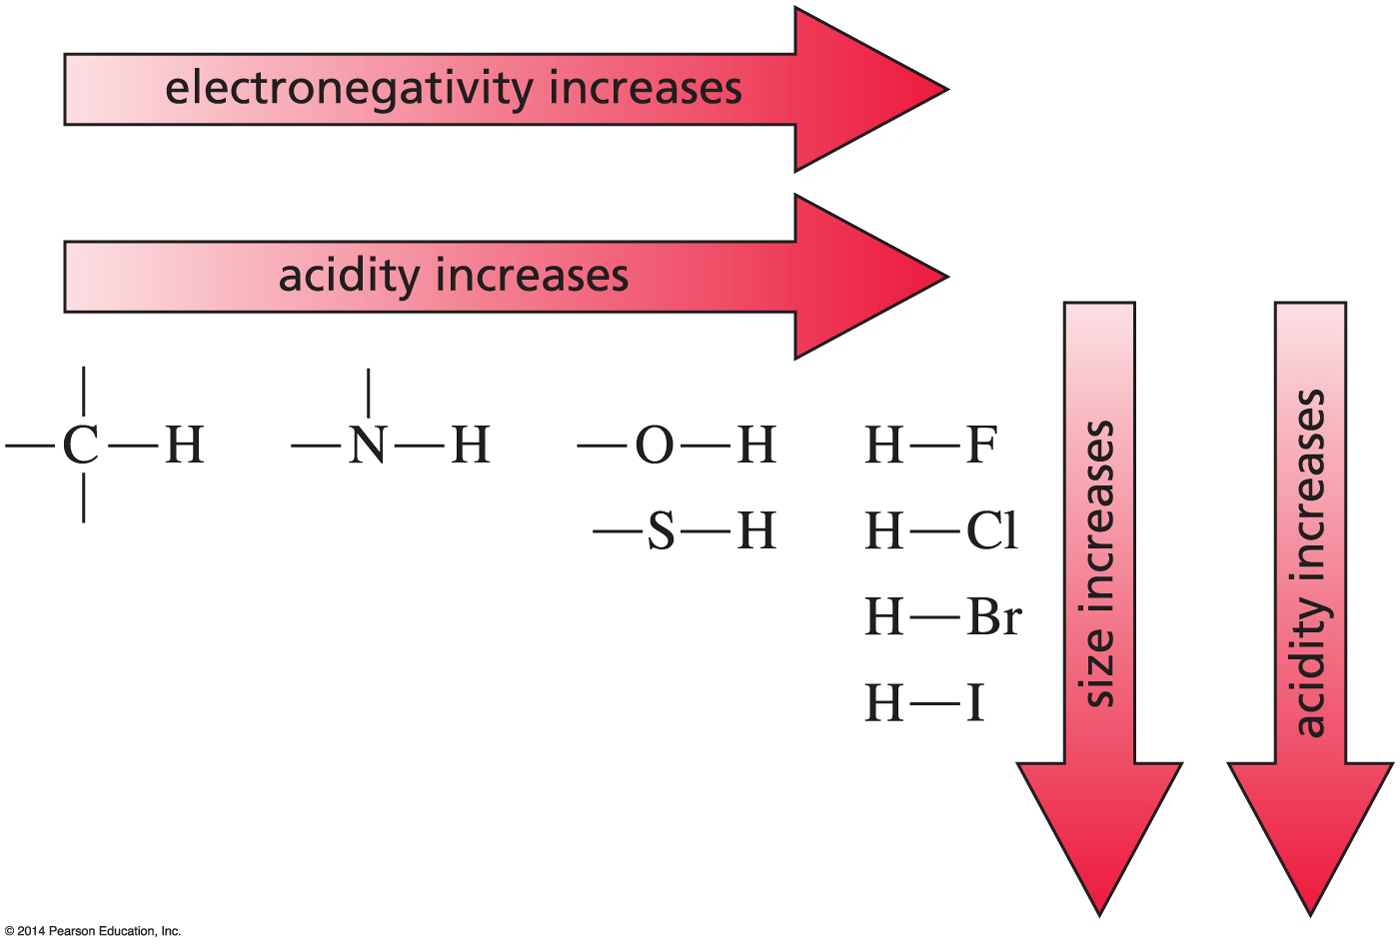 electronegativity increases
acidity increases
C—H N—H O—H H—F
S—H H—Cl
H—Br
H—I
size increases
acidity increases
© 2014 Pearson Education, Inc.